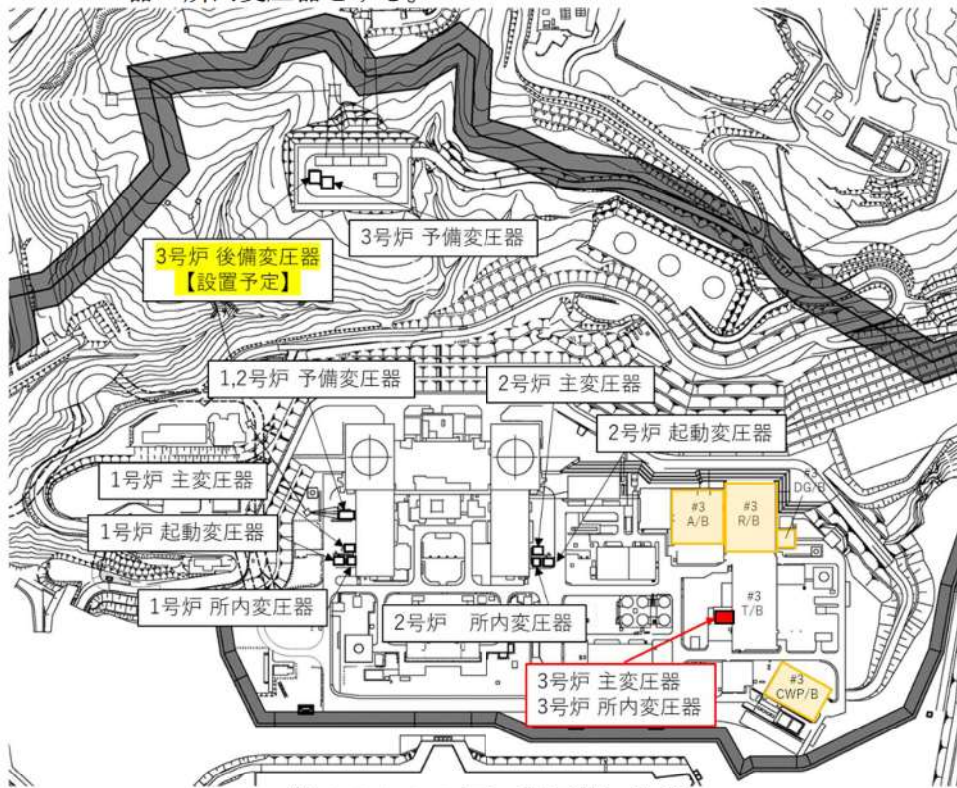 3号炉 予備変圧器
3号炉 後備変圧器
【設置予定】
1,2号炉 予備変圧器
2号炉 主変圧器
2号炉 起動変圧器
1号炉 主変圧器
#3
DG/B
#3
A/B
#3
R/B
1号炉 起動変圧器
1号炉 所内変圧器
2号炉 所内変圧器
#3
T/B
3号炉 主変圧器
3号炉 所内変圧器
#3
CWP/B